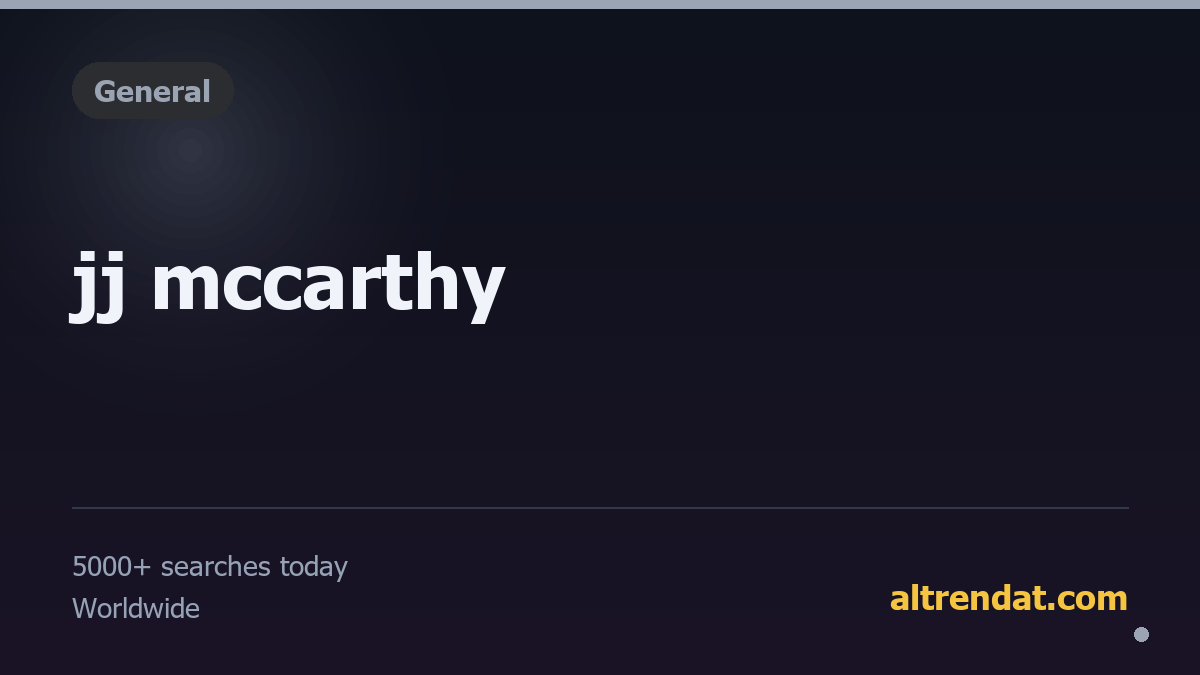 General
jj mccarthy
5000+ searches today
Worldwide
altrendat.com